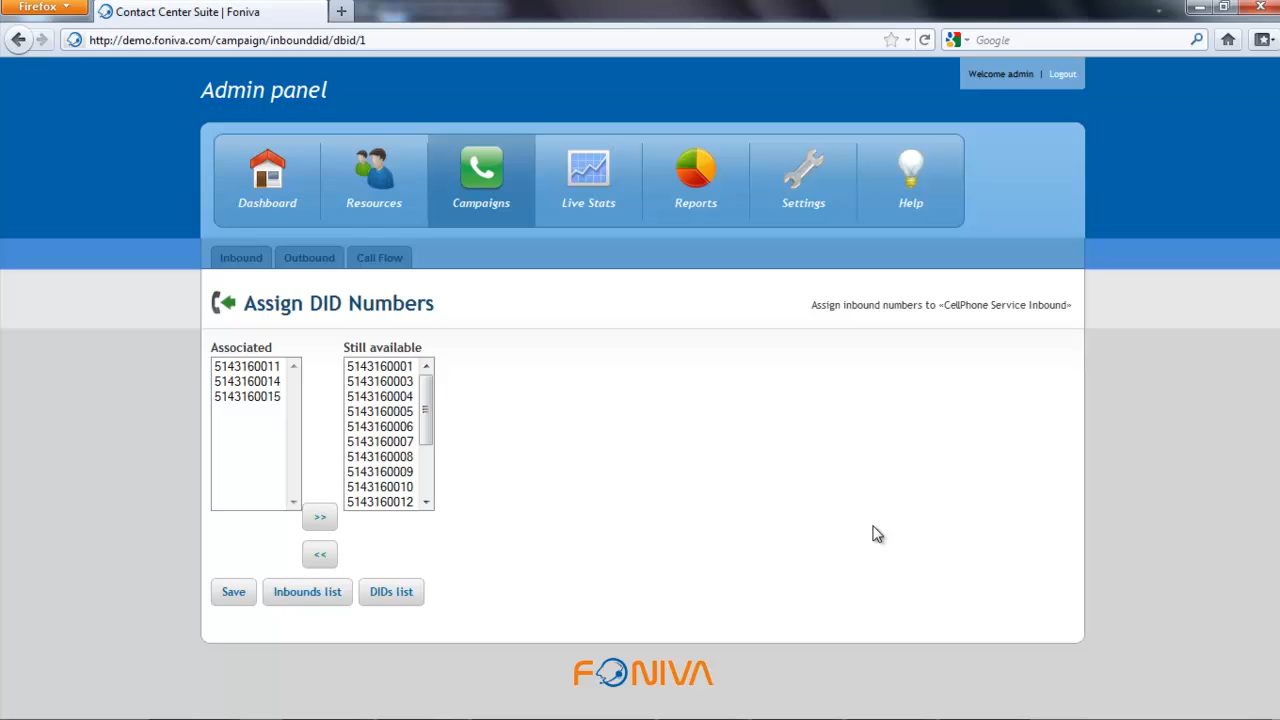 Firefox
Contact Center Suite | Foniva
http://demo.foniva.com/campaign/inbounddid/dbid/1
Google
Welcome admin | Logout
Admin panel
Dashboard
Resources
Campaigns
Live Stats
Reports
Settings
Help
Inbound
Outbound
Call Flow
Assign DID Numbers
Assign inbound numbers to «CellPhone Service Inbound»
Associated
5143160011
5143160014
5143160015
Still available
5143160001
5143160003
5143160004
5143160005
5143160006
5143160007
5143160008
5143160009
5143160010
5143160012
>>
<<
Save
Inbounds list
DIDs list
FONIVA